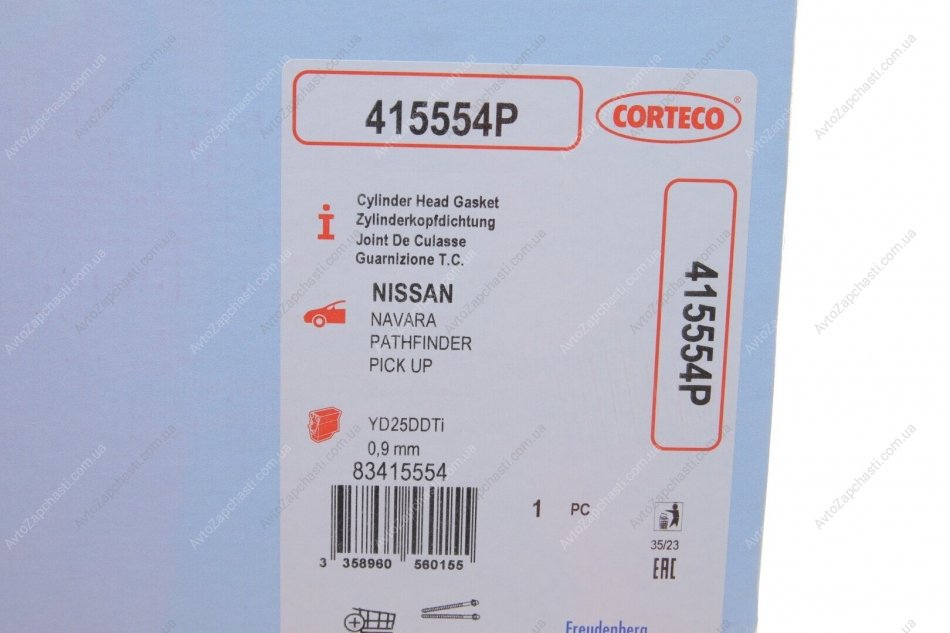 415554P
CORTECO®
Cylinder Head Gasket
Zylinderkopfdichtung
Joint De Culasse
Guarnizione T.C.
NISSAN
NAVARA
PATHFINDER
PICK UP
415554P
YD25DDTi
0,9 mm
83415554
1 PC
3 358960 560155
35/23
EAC
Freudenberg
AvtoZapchasti.com.ua